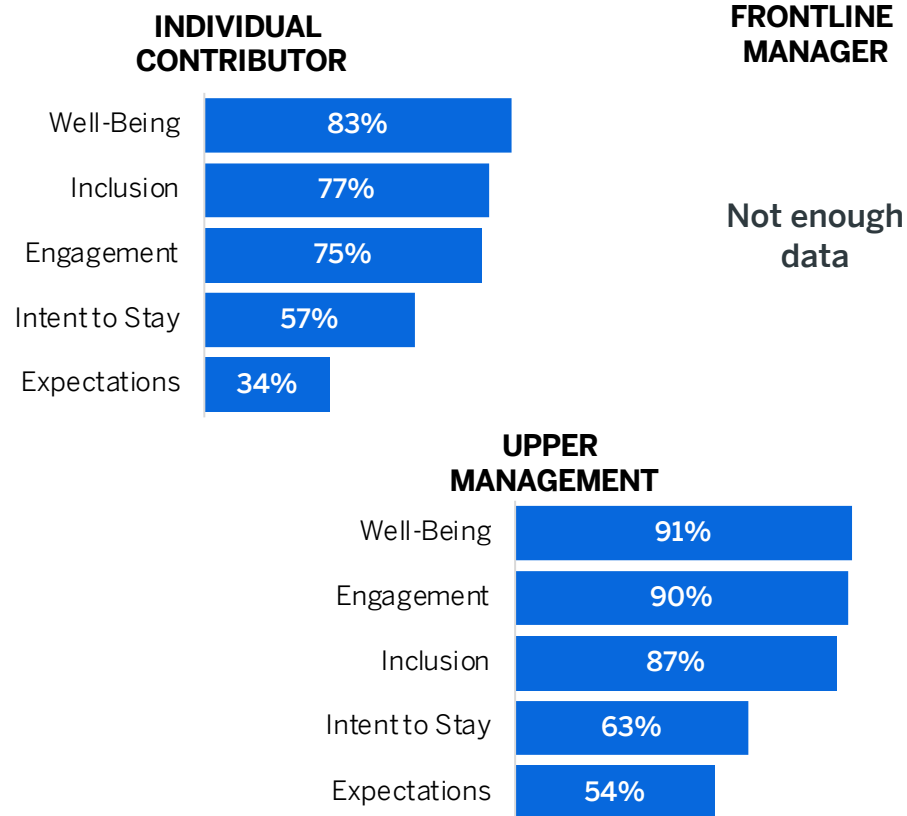 INDIVIDUAL
CONTRIBUTOR
Well-Being 83%
Inclusion 77%
Engagement 75%
Intent to Stay 57%
Expectations 34%
FRONTLINE
MANAGER
Not enough
data
UPPER
MANAGEMENT
Well-Being 91%
Engagement 90%
Inclusion 87%
Intent to Stay 63%
Expectations 54%